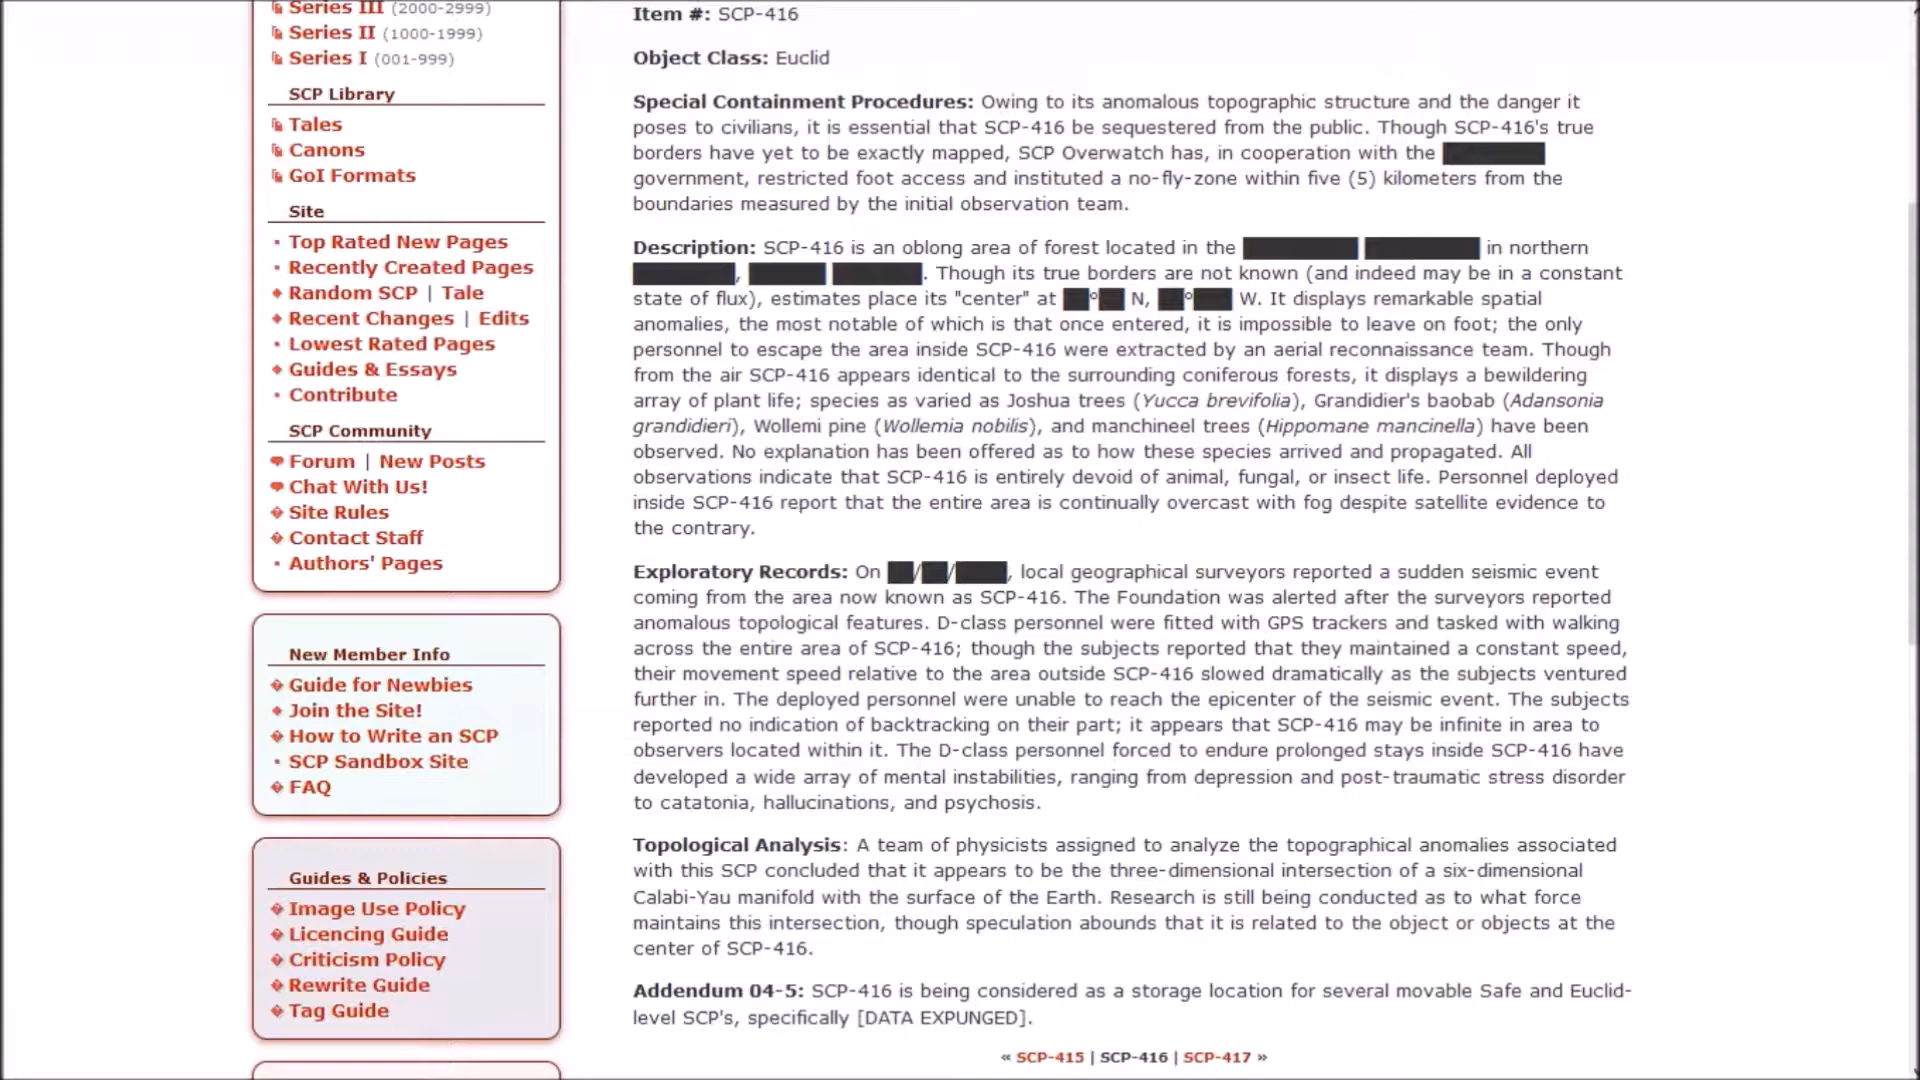 Series III (2000-2999)
Series II (1000-1999)
Series I (001-999)
SCP Library
Tales
Canons
GoI Formats
Site
Top Rated New Pages
Recently Created Pages
Random SCP | Tale
Recent Changes | Edits
Lowest Rated Pages
Guides & Essays
Contribute
SCP Community
Forum | New Posts
Chat With Us!
Site Rules
Contact Staff
Authors' Pages
New Member Info
Guide for Newbies
Join the Site!
How to Write an SCP
SCP Sandbox Site
FAQ
Guides & Policies
Image Use Policy
Licencing Guide
Criticism Policy
Rewrite Guide
Tag Guide
Item #: SCP-416
Object Class: Euclid
Special Containment Procedures: Owing to its anomalous topographic structure and the danger it
poses to civilians, it is essential that SCP-416 be sequestered from the public. Though SCP-416's true
borders have yet to be exactly mapped, SCP Overwatch has, in cooperation with the ██████
government, restricted foot access and instituted a no-fly-zone within five (5) kilometers from the
boundaries measured by the initial observation team.
Description: SCP-416 is an oblong area of forest located in the ███████ ███████ in northern
██████, █████ █████. Though its true borders are not known (and indeed may be in a constant
state of flux), estimates place its "center" at ██°██ N, ██°███ W. It displays remarkable spatial
anomalies, the most notable of which is that once entered, it is impossible to leave on foot; the only
personnel to escape the area inside SCP-416 were extracted by an aerial reconnaissance team. Though
from the air SCP-416 appears identical to the surrounding coniferous forests, it displays a bewildering
array of plant life; species as varied as Joshua trees (Yucca brevifolia), Grandidier's baobab (Adansonia
grandidieri), Wollemi pine (Wollemia nobilis), and manchineel trees (Hippomane mancinella) have been
observed. No explanation has been offered as to how these species arrived and propagated. All
observations indicate that SCP-416 is entirely devoid of animal, fungal, or insect life. Personnel deployed
inside SCP-416 report that the entire area is continually overcast with fog despite satellite evidence to
the contrary.
Exploratory Records: On ██/██/████, local geographical surveyors reported a sudden seismic event
coming from the area now known as SCP-416. The Foundation was alerted after the surveyors reported
anomalous topological features. D-class personnel were fitted with GPS trackers and tasked with walking
across the entire area of SCP-416; though the subjects reported that they maintained a constant speed,
their movement speed relative to the area outside SCP-416 slowed dramatically as the subjects ventured
further in. The deployed personnel were unable to reach the epicenter of the seismic event. The subjects
reported no indication of backtracking on their part; it appears that SCP-416 may be infinite in area to
observers located within it. The D-class personnel forced to endure prolonged stays inside SCP-416 have
developed a wide array of mental instabilities, ranging from depression and post-traumatic stress disorder
to catatonia, hallucinations, and psychosis.
Topological Analysis: A team of physicists assigned to analyze the topographical anomalies associated
with this SCP concluded that it appears to be the three-dimensional intersection of a six-dimensional
Calabi-Yau manifold with the surface of the Earth. Research is still being conducted as to what force
maintains this intersection, though speculation abounds that it is related to the object or objects at the
center of SCP-416.
Addendum 04-5: SCP-416 is being considered as a storage location for several movable Safe and Euclid-
level SCP's, specifically [DATA EXPUNGED].
« SCP-415 | SCP-416 | SCP-417 »